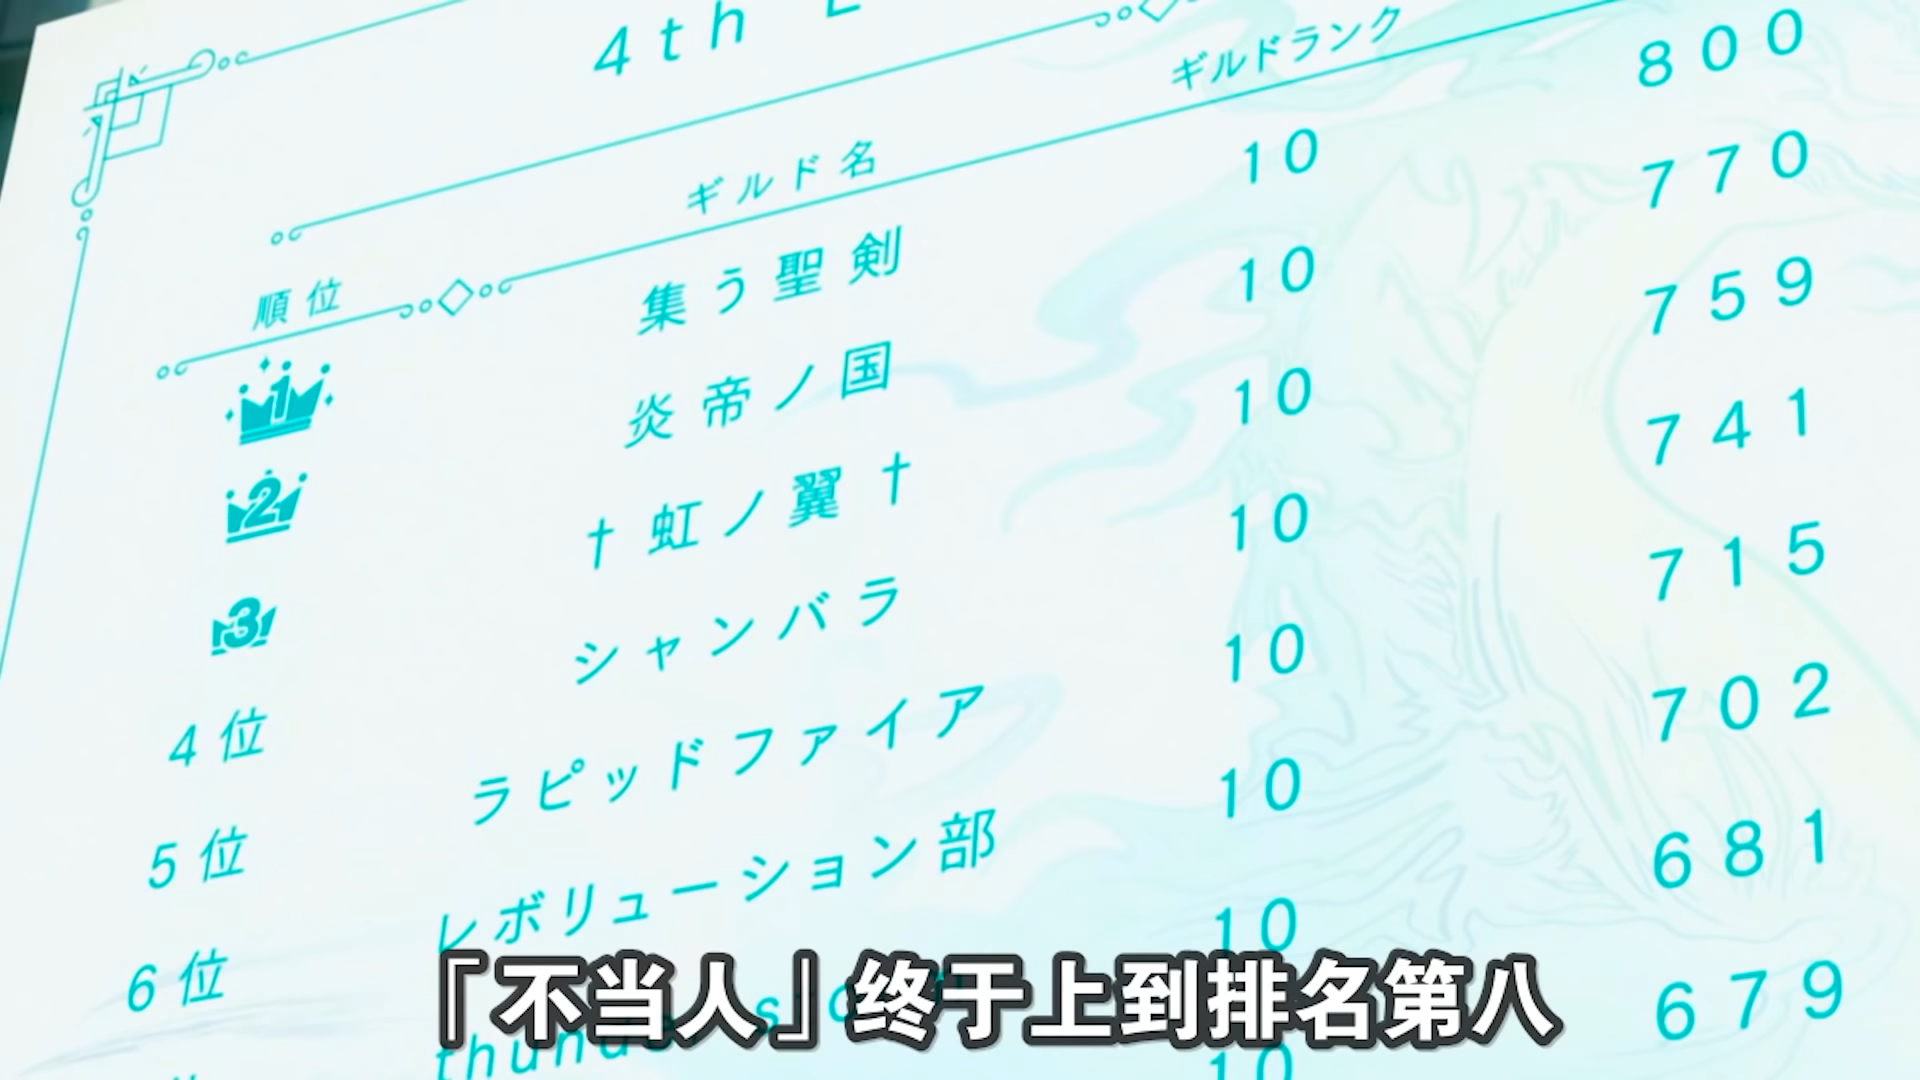 4th
順位 ギルド名 ギルドランク
1 集う聖剣 10 800
2 炎帝ノ国 10 770
3 †虹ノ翼† 10 759
4位 シャンバラ 10 741
5位 ラピッドファイア 10 715
6位 レボリューション部 10 702
10 681
10 679
「不当人」终于上到排名第八